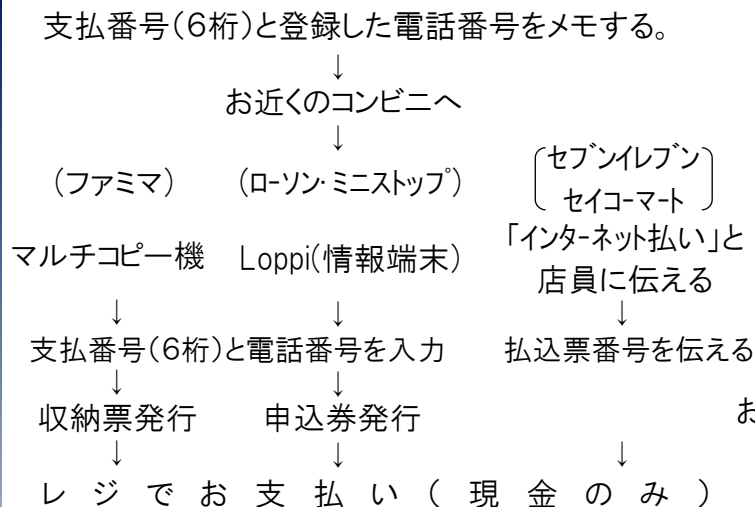 支払番号(6桁)と登録した電話番号をメモする。
↓
お近くのコンビニへ
↓
(ファミマ) (ローソン・ミニストップ) (セブンイレブン
セイコーマート)
マルチコピー機 Loppi(情報端末) 「インターネット払い」と
店員に伝える
↓ ↓ ↓
支払番号(6桁)と電話番号を入力 払込票番号を伝える
↓ ↓
収納票発行 申込券発行 お
↓ ↓ ↓
レジでお支払い(現金のみ)